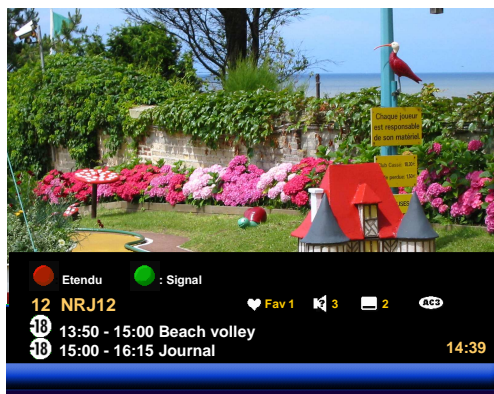 Chaque joueur
est responsable
de son matériel
Etendu : Signal
12 NRJ12 Fav 1 3 2 AC3
-18 13:50 - 15:00 Beach volley
-18 15:00 - 16:15 Journal
14:39